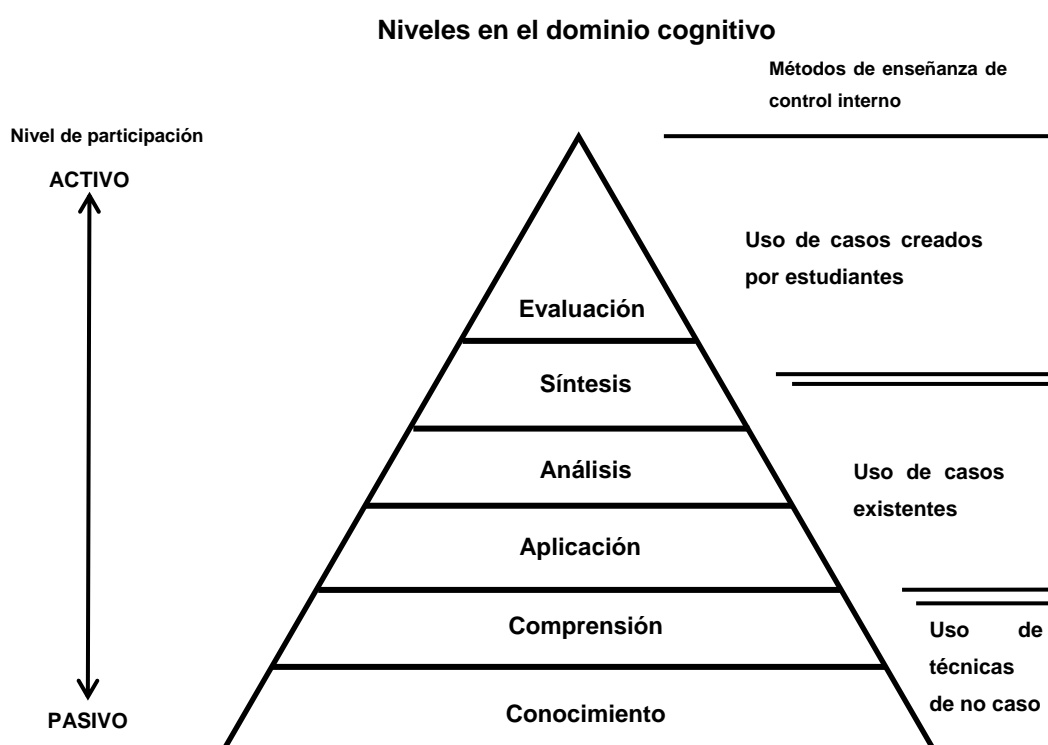 Niveles en el dominio cognitivo
Métodos de enseñanza de
control interno
Nivel de participación
ACTIVO
Uso de casos creados
por estudiantes
Evaluación
Síntesis
Análisis
Uso de casos
existentes
Aplicación
Comprensión
Uso de
técnicas
de no caso
Conocimiento
PASIVO